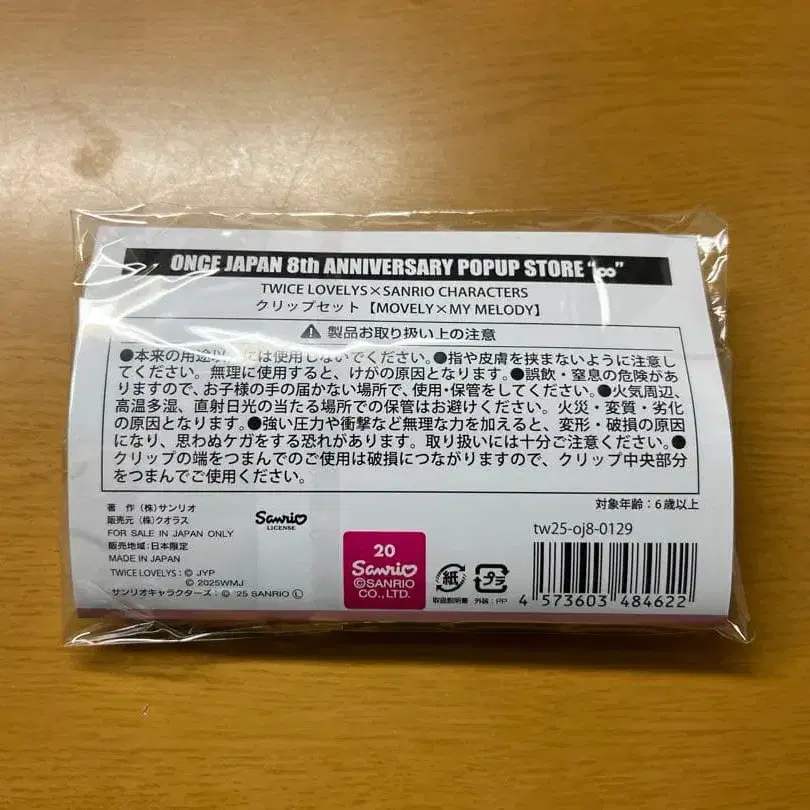 ONCE JAPAN 8th ANNIVERSARY POPUP STORE "∞"
TWICE LOVELYS×SANRIO CHARACTERS
クリップセット【MOVELY×MY MELODY】
製品お取り扱い上の注意
●本来の用途以 は使用しないでください。●指や皮膚を挟まないように注意し
てください。無理に使用すると、けがの原因となります。●誤飲・窒息の危険があり
ますので、お子様の手の届かない場所で、使用・保管をしてください。●火気周辺、
高温多湿、直射日光の当たる場所での保管はお避けください。火災・変質・劣化
の原因となります。●強い圧力や衝撃など無理な力を加えると、変形・破損の原因
になり、思わぬケガをする恐れがあります。取り扱いには十分ご注意ください。●
クリップの端をつまんでのご使用は破損につながりますので、クリップ中央部分
をつまんでご使用ください。
対象年齢：6歳以上
著 作 (株)サンリオ
販売元 (株)クオラス
FOR SALE IN JAPAN ONLY
販売地域：日本限定
MADE IN JAPAN
TWICE LOVELYS：© JYP
© 2025WMJ
サンリオキャラクターズ：© '25 SANRIO Ⓛ
Sanrio
LICENSE
20
Sanrio
©SANRIO
CO.,LTD.
紙
取扱説明書
プラ
外装：PP
tw25-oj8-0129
4 573603 484622